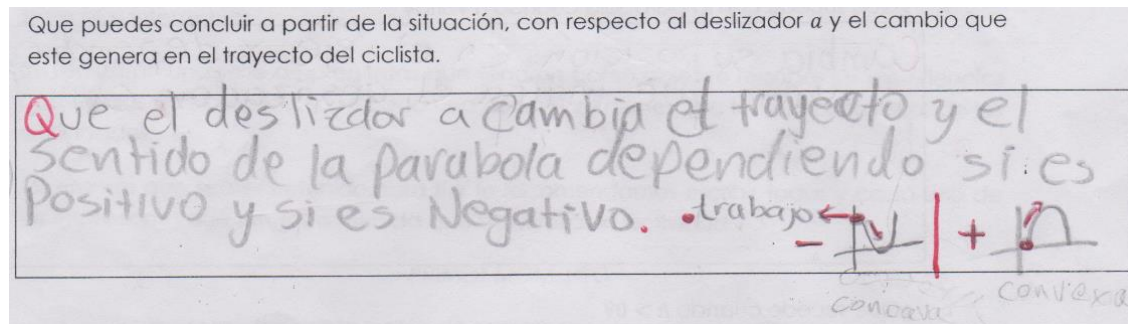 Que puedes concluir a partir de la situación, con respecto al deslizador a y el cambio que
este genera en el trayecto del ciclista.
Que el deslizdor a cambia el trayecto y el
sentido de la parabola dependiendo si es
Positivo y si es Negativo. • trabajo
- +
concava
convexa